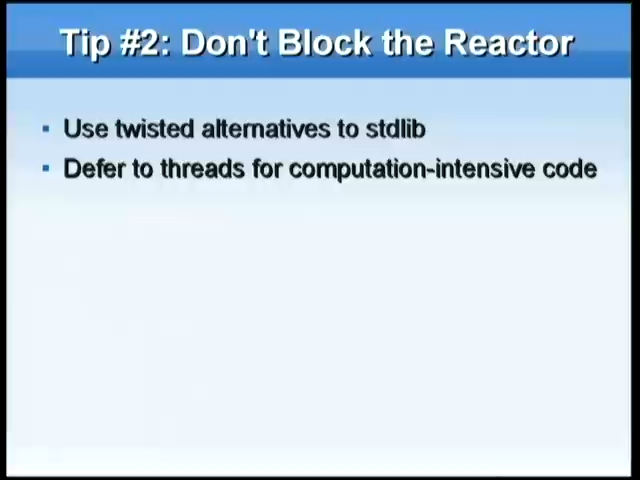 Tip #2: Don't Block the Reactor
Use twisted alternatives to stdlib
Defer to threads for computation-intensive code